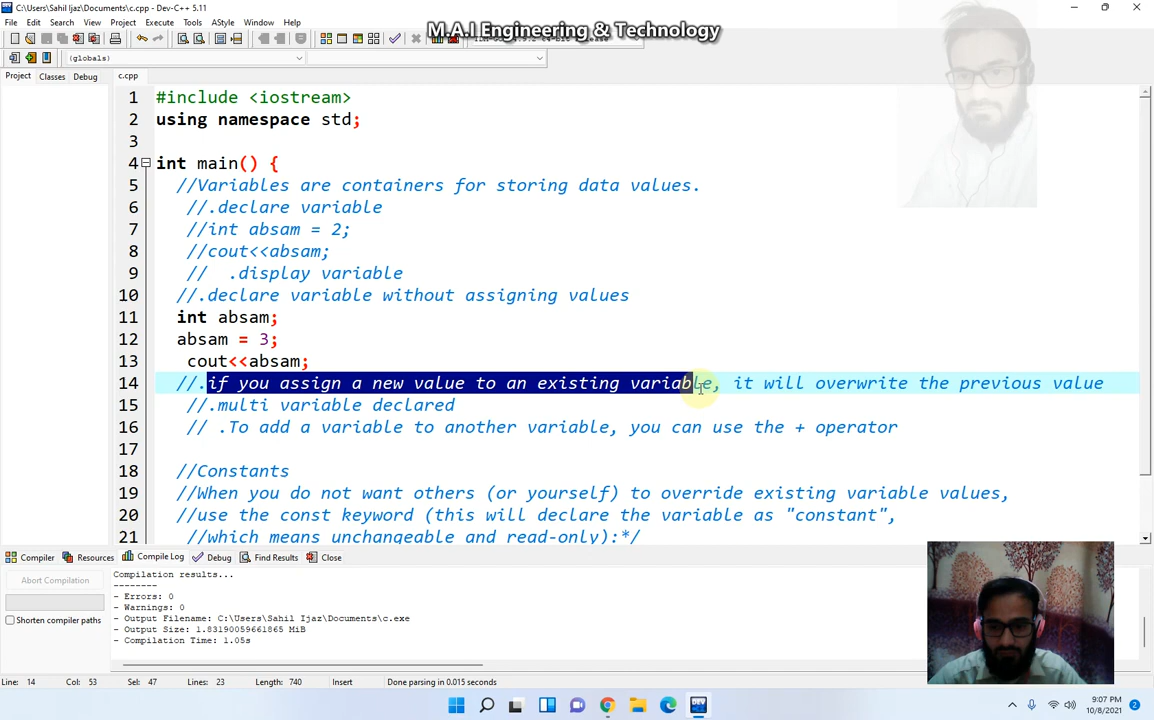 C:\Users\Sahil Ijaz\Documents\c.cpp - Dev-C++ 5.11
File Edit Search View Project Execute Tools AStyle Window Help
M.A.I Engineering & Technology
(globals)
Project Classes Debug c.cpp
1 #include <iostream>
2 using namespace std;
3
4 int main() {
5 //Variables are containers for storing data values.
6 //.declare variable
7 //int absam = 2;
8 //cout<<absam;
9 //  .display variable
10 //.declare variable without assigning values
11 int absam;
12 absam = 3;
13 cout<<absam;
14 //.if you assign a new value to an existing variable, it will overwrite the previous value
15 //.multi variable declared
16 // .To add a variable to another variable, you can use the + operator
17
18 //Constants
19 //When you do not want others (or yourself) to override existing variable values,
20 //use the const keyword (this will declare the variable as "constant",
21 //which means unchangeable and read-only):*/
Compiler Resources Compile Log Debug Find Results Close
Abort Compilation
Shorten compiler paths
Compilation results...
--------
- Errors: 0
- Warnings: 0
- Output Filename: C:\Users\Sahil Ijaz\Documents\c.exe
- Output Size: 1.83190059661865 MiB
- Compilation Time: 1.05s
Line: 14 Col: 53 Sel: 47 Lines: 23 Length: 740 Insert Done parsing in 0.015 seconds
DEV
9:07 PM
10/8/2021
2